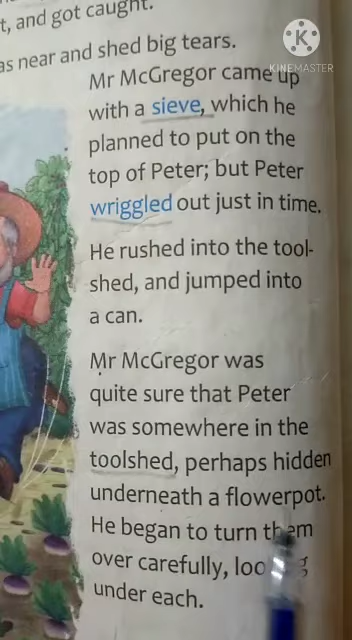 t, and got caught.
as near and shed big tears.
KINEMASTER
Mr McGregor came up
with a sieve, which he
planned to put on the
top of Peter; but Peter
wriggled out just in time.
He rushed into the tool-
shed, and jumped into
a can.
Mr McGregor was
quite sure that Peter
was somewhere in the
toolshed, perhaps hidden
underneath a flowerpot.
He began to turn them
over carefully,
under each.